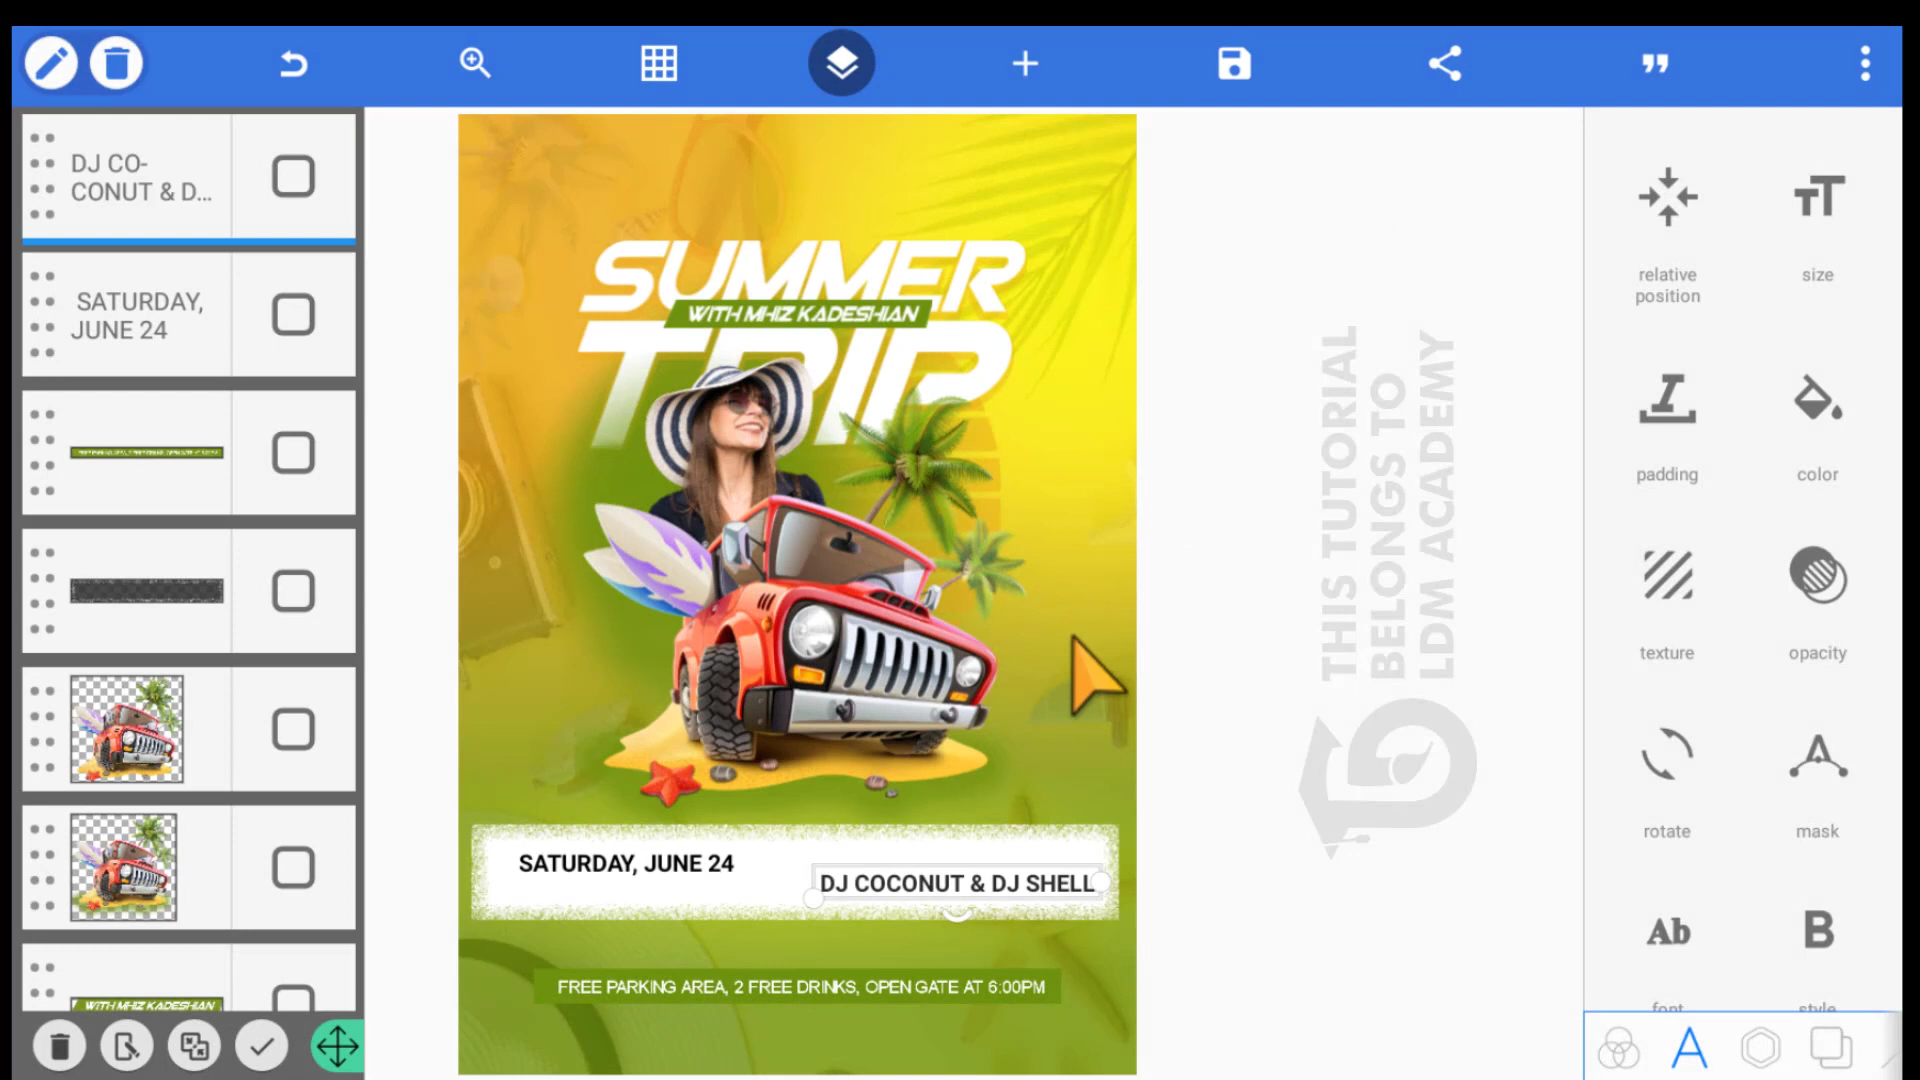 DJ CO-
CONUT & D...
SATURDAY,
JUNE 24
WITH MHIZ KADESHIAN
SUMMER
WITH MHIZ KADESHIAN
TRIP
SATURDAY, JUNE 24
DJ COCONUT & DJ SHELL
FREE PARKING AREA, 2 FREE DRINKS, OPEN GATE AT 6:00PM
THIS TUTORIAL
BELONGS TO
LDM ACADEMY
relative
position
size
padding
color
texture
opacity
rotate
mask
Ab
B
font
style
A